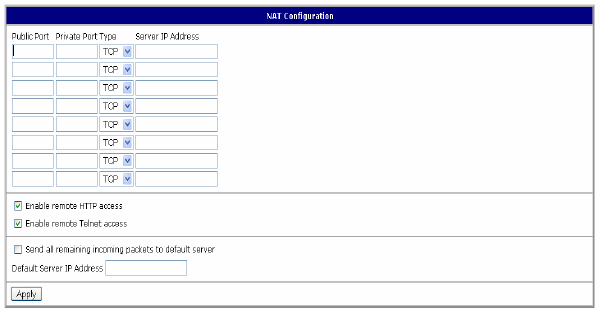 NAT Configuration
Public Port Private Port Type Server IP Address
TCP
TCP
TCP
TCP
TCP
TCP
TCP
TCP
Enable remote HTTP access
Enable remote Telnet access
Send all remaining incoming packets to default server
Default Server IP Address
Apply